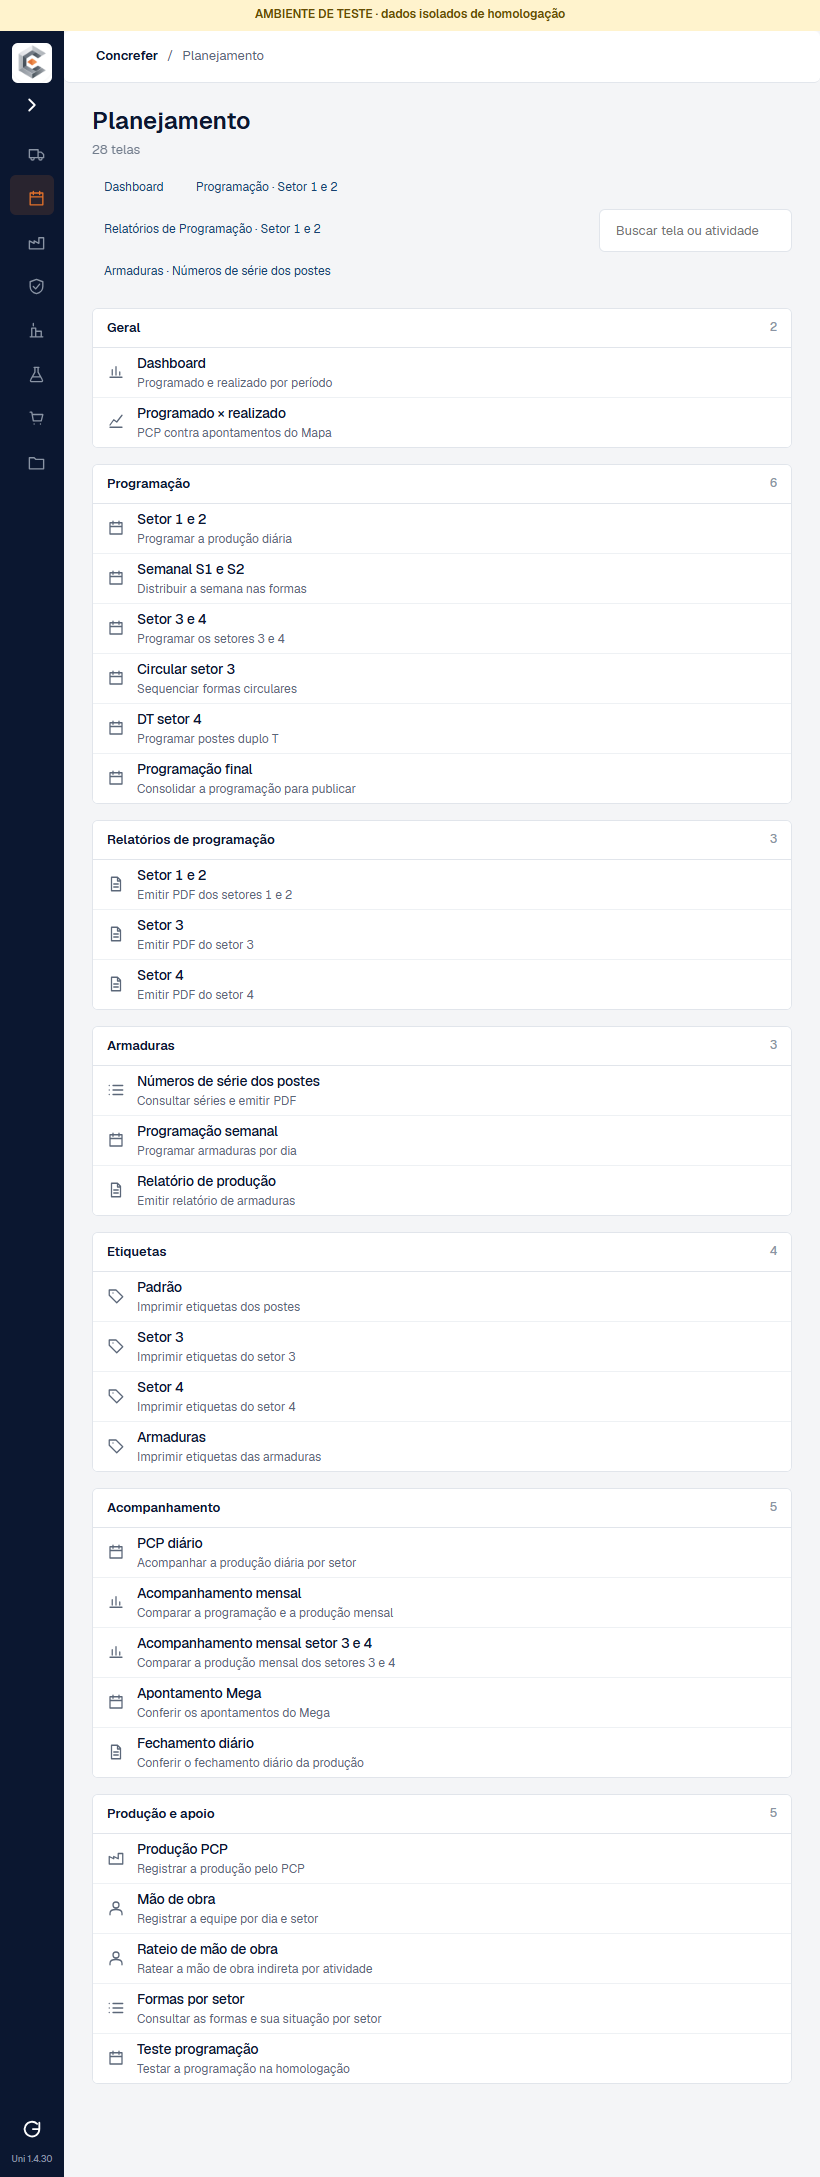 AMBIENTE DE TESTE · dados isolados de homologação
Concrefer / Planejamento
Planejamento
28 telas
Dashboard
Programação · Setor 1 e 2
Relatórios de Programação · Setor 1 e 2
Buscar tela ou atividade
Armaduras · Números de série dos postes
Geral 2
Dashboard
Programado e realizado por período
Programado × realizado
PCP contra apontamentos do Mapa
Programação 6
Setor 1 e 2
Programar a produção diária
Semanal S1 e S2
Distribuir a semana nas formas
Setor 3 e 4
Programar os setores 3 e 4
Circular setor 3
Sequenciar formas circulares
DT setor 4
Programar postes duplo T
Programação final
Consolidar a programação para publicar
Relatórios de programação 3
Setor 1 e 2
Emitir PDF dos setores 1 e 2
Setor 3
Emitir PDF do setor 3
Setor 4
Emitir PDF do setor 4
Armaduras 3
Números de série dos postes
Consultar séries e emitir PDF
Programação semanal
Programar armaduras por dia
Relatório de produção
Emitir relatório de armaduras
Etiquetas 4
Padrão
Imprimir etiquetas dos postes
Setor 3
Imprimir etiquetas do setor 3
Setor 4
Imprimir etiquetas do setor 4
Armaduras
Imprimir etiquetas das armaduras
Acompanhamento 5
PCP diário
Acompanhar a produção diária por setor
Acompanhamento mensal
Comparar a programação e a produção mensal
Acompanhamento mensal setor 3 e 4
Comparar a produção mensal dos setores 3 e 4
Apontamento Mega
Conferir os apontamentos do Mega
Fechamento diário
Conferir o fechamento diário da produção
Produção e apoio 5
Produção PCP
Registrar a produção pelo PCP
Mão de obra
Registrar a equipe por dia e setor
Rateio de mão de obra
Ratear a mão de obra indireta por atividade
Formas por setor
Consultar as formas e sua situação por setor
Teste programação
Testar a programação na homologação
Uni 1.4.30